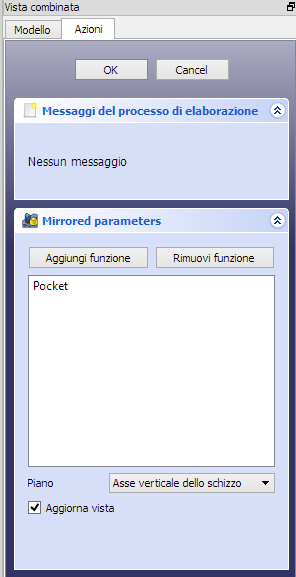 Vista combinata
Modello
Azioni
OK
Cancel
Messaggi del processo di elaborazione
Nessun messaggio
Mirrored parameters
Aggiungi funzione
Rimuovi funzione
Pocket
Piano
Asse verticale dello schizzo
Aggiorna vista